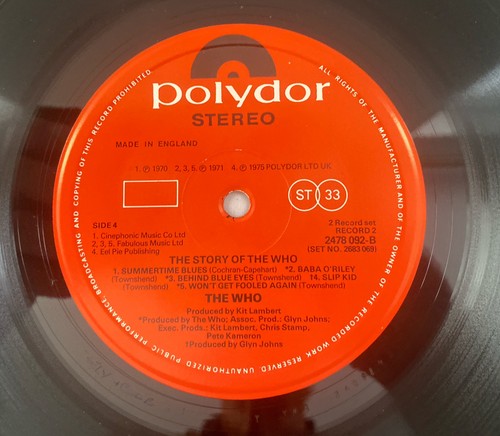 polydor
STEREO
MADE IN ENGLAND
1. ℗ 1970 2, 3, 5. ℗ 1971 4. ℗ 1975 POLYDOR LTD UK
ST 33
SIDE 4
1. Cinephonic Music Co Ltd
2, 3, 5. Fabulous Music Ltd
4. Eel Pie Publishing
2 Record set
RECORD 2
2478 092-B
(SET NO. 2683 069)
THE STORY OF THE WHO
1. SUMMERTIME BLUES (Cochran-Capehart) *2. BABA O'RILEY
(Townshend) *3. BEHIND BLUE EYES (Townshend) †4. SLIP KID
(Townshend) *5. WON'T GET FOOLED AGAIN (Townshend)
THE WHO
Produced by Kit Lambert
*Produced by The Who; Assoc. Prod.: Glyn Johns;
Exec. Prods.: Kit Lambert, Chris Stamp,
Pete Kameron
†Produced by Glyn Johns
ALL RIGHTS OF THE MANUFACTURER AND OF THE OWNER OF THE RECORDED WORK RESERVED UNAUTHORIZED PUBLIC PERFORMANCE BROADCASTING AND COPYING OF THIS RECORD PROHIBITED